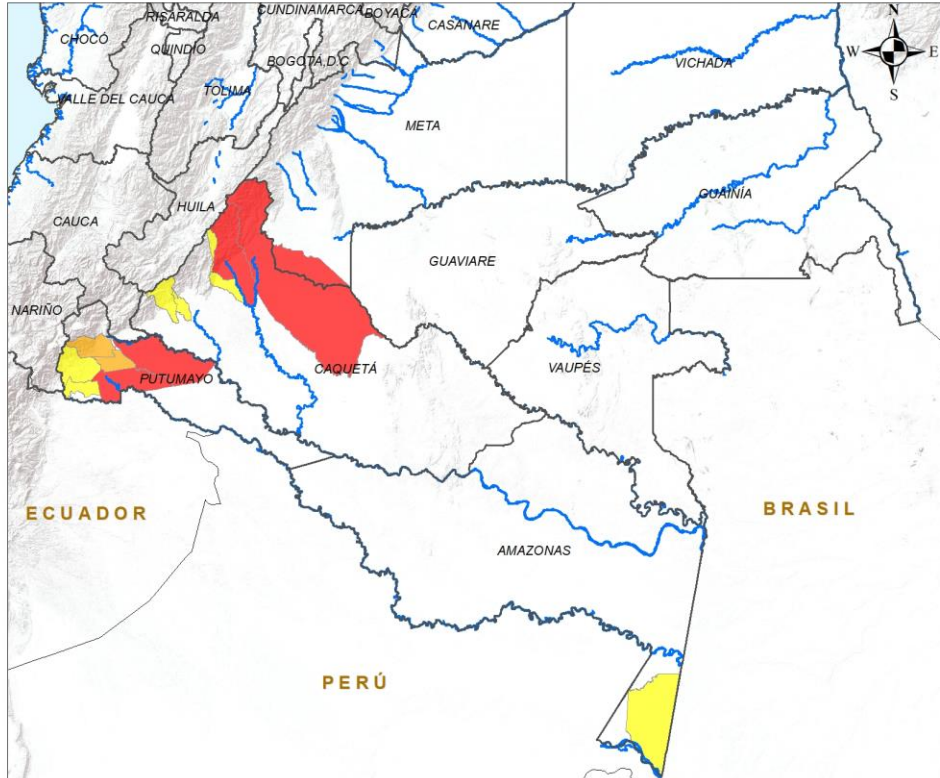 CUNDINAMARCA
BOYACÁ
RISARALDA
CASANARE
N
CHOCÓ
QUINDÍO
BOGOTÁ,D.C
W
E
VICHADA
S
VALLE DEL CAUCA
TOLIMA
META
HUILA
GUAINÍA
CAUCA
GUAVIARE
NARIÑO
CAQUETÁ
VAUPÉS
PUTUMAYO
ECUADOR
BRASIL
AMAZONAS
PERÚ